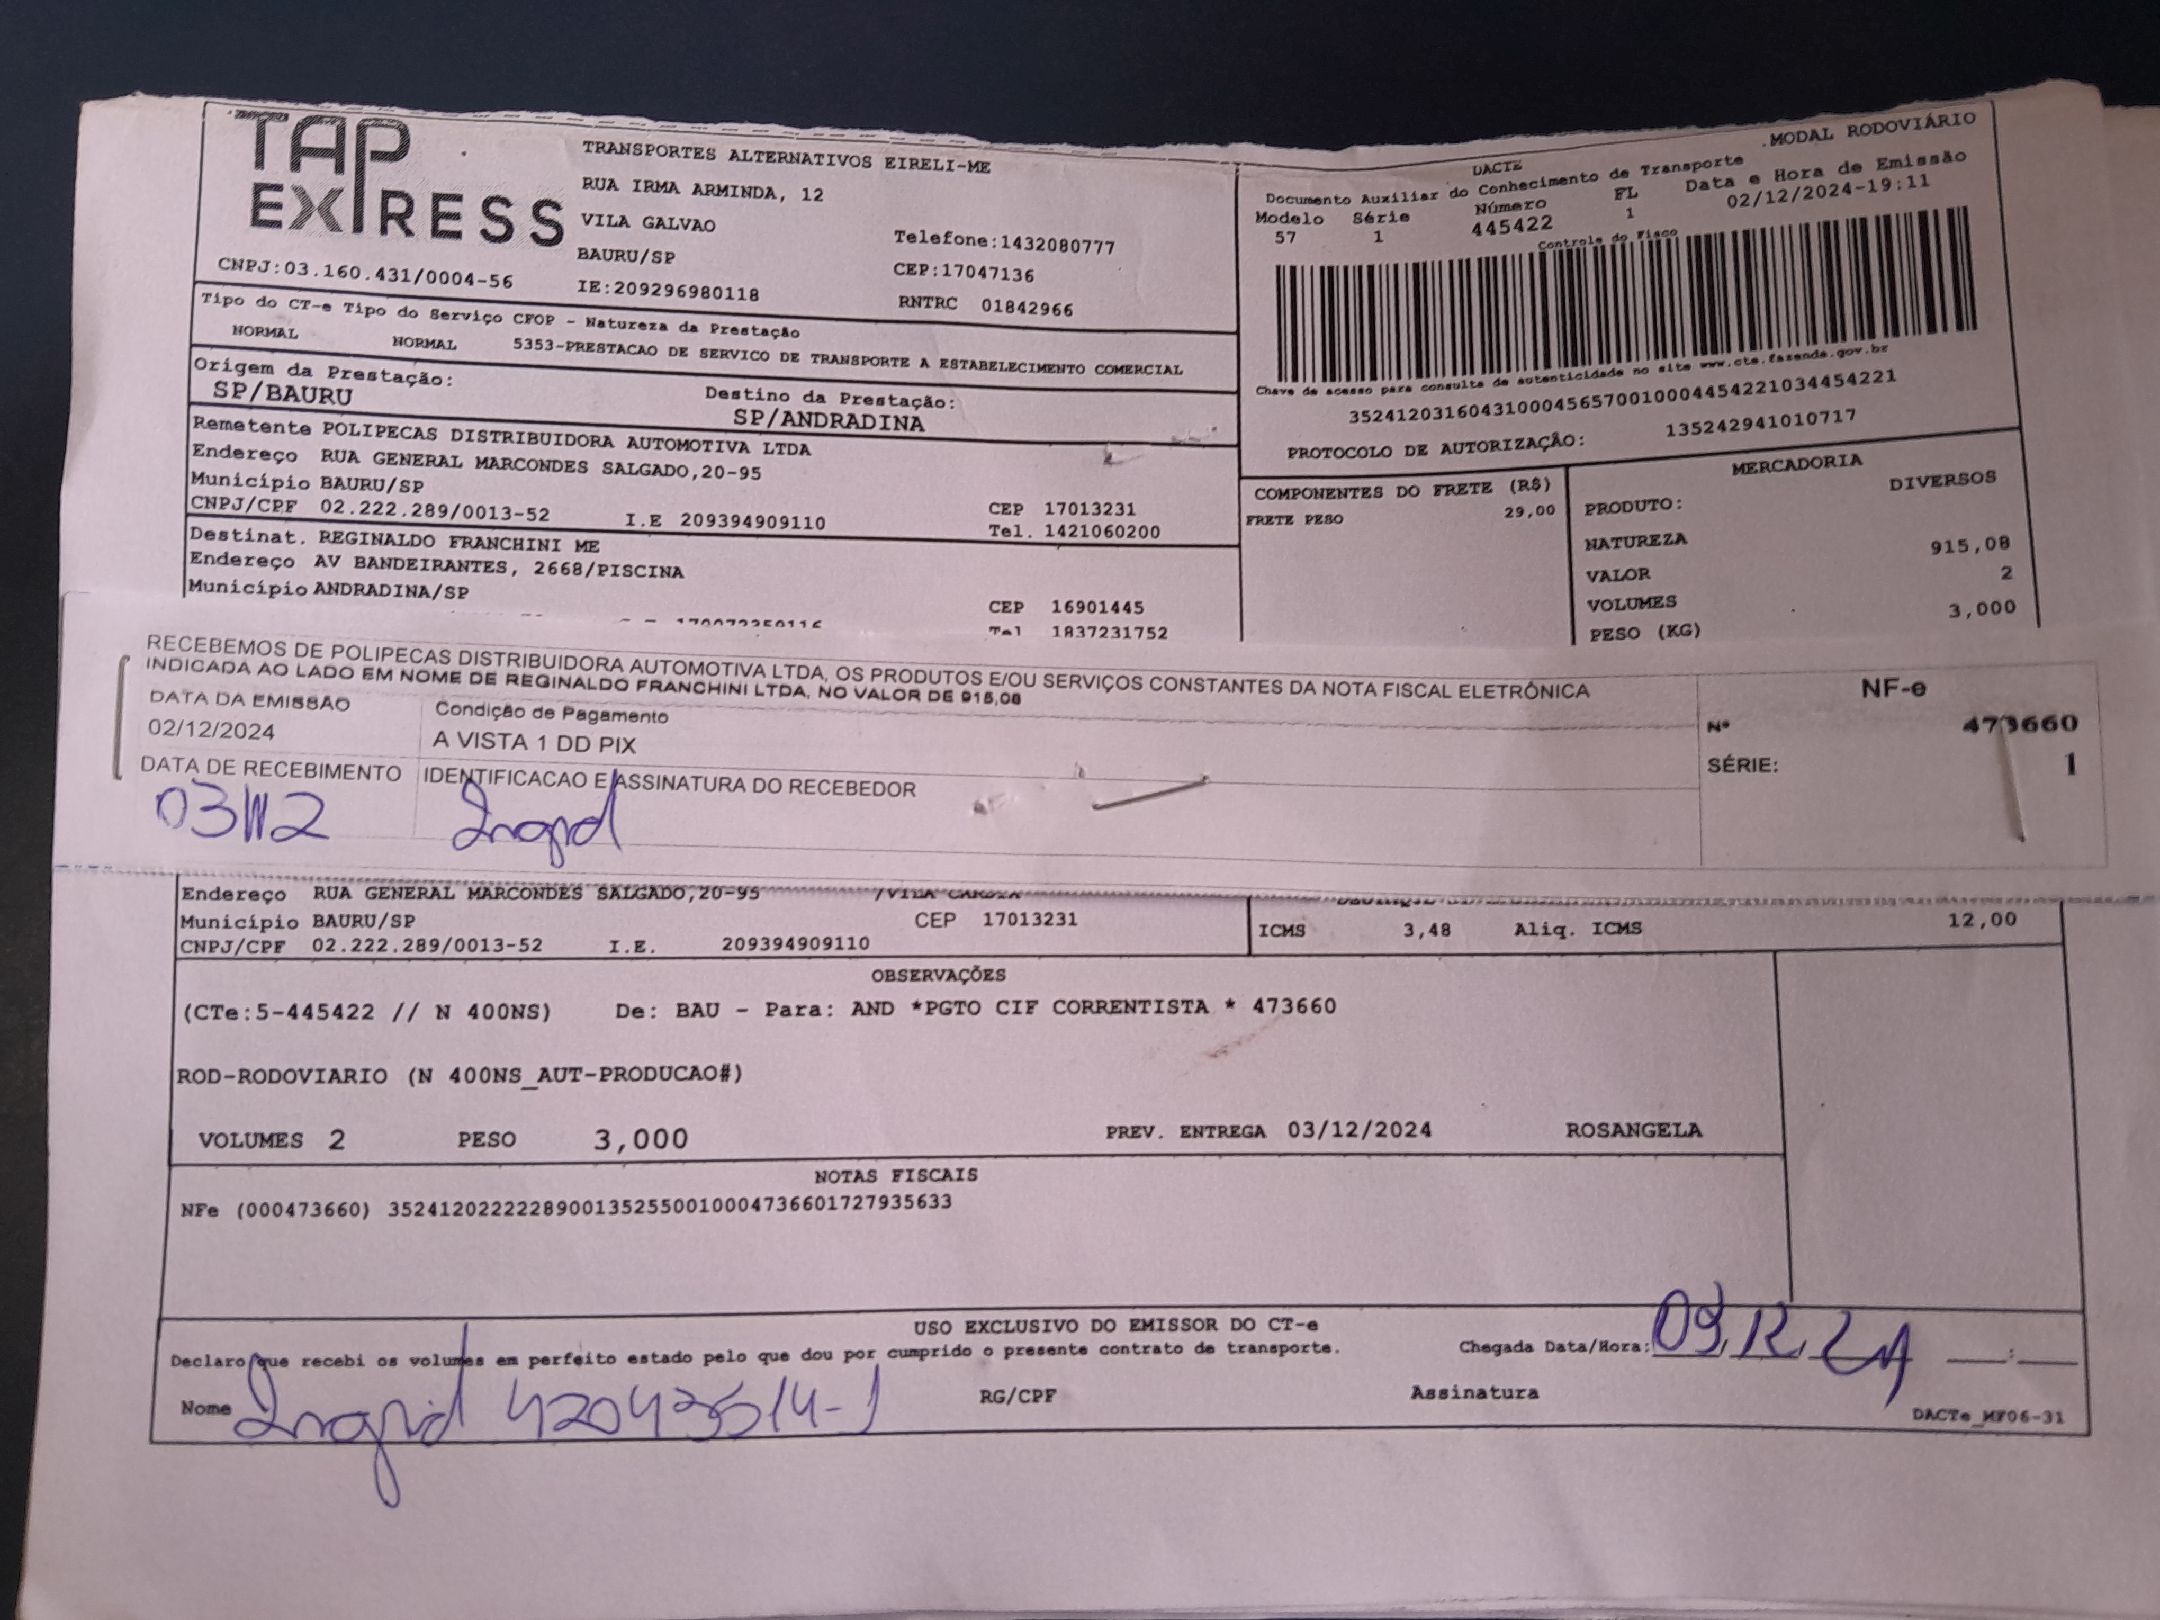 TAP EXPRESS
TRANSPORTES ALTERNATIVOS EIRELI-ME
RUA IRMA ARMINDA, 12
VILA GALVAO
BAURU/SP
IE:209296980118
Telefone:1432080777
CEP:17047136
RNTRC 01842966
CNPJ:03.160.431/0004-56
DACTE
.MODAL RODOVIÁRIO
Documento Auxiliar do Conhecimento de Transporte
Modelo Série Número FL Data e Hora de Emissão
57 1 445422 1 02/12/2024-19:11
Controle do Fisco
Chave de acesso para consulta de autenticidade no site www.cte.fazenda.gov.br
35241203160431000456570010004454221034454221
PROTOCOLO DE AUTORIZAÇÃO: 135242941010717
Tipo do CT-e Tipo do Serviço CFOP - Natureza da Prestação
NORMAL NORMAL 5353-PRESTACAO DE SERVICO DE TRANSPORTE A ESTABELECIMENTO COMERCIAL
Origem da Prestação: Destino da Prestação:
SP/BAURU SP/ANDRADINA
Remetente POLIPECAS DISTRIBUIDORA AUTOMOTIVA LTDA
Endereço RUA GENERAL MARCONDES SALGADO,20-95
Município BAURU/SP CEP 17013231
CNPJ/CPF 02.222.289/0013-52 I.E 209394909110 Tel. 1421060200
Destinat. REGINALDO FRANCHINI ME
Endereço AV BANDEIRANTES, 2668/PISCINA
Município ANDRADINA/SP CEP 16901445
Tel 1837231752
COMPONENTES DO FRETE (R$)
FRETE PESO 29,00
MERCADORIA
PRODUTO: DIVERSOS
NATUREZA
VALOR 915,08
VOLUMES 2
PESO (KG) 3,000
RECEBEMOS DE POLIPECAS DISTRIBUIDORA AUTOMOTIVA LTDA, OS PRODUTOS E/OU SERVIÇOS CONSTANTES DA NOTA FISCAL ELETRÔNICA
INDICADA AO LADO EM NOME DE REGINALDO FRANCHINI LTDA, NO VALOR DE 915,08
DATA DA EMISSAO Condição de Pagamento
02/12/2024 A VISTA 1 DD PIX
DATA DE RECEBIMENTO IDENTIFICACAO E ASSINATURA DO RECEBEDOR
03/12 Ingrid
NF-e
Nº 473660
SÉRIE: 1
Endereço RUA GENERAL MARCONDES SALGADO,20-95
Município BAURU/SP CEP 17013231
CNPJ/CPF 02.222.289/0013-52 I.E. 209394909110
ICMS 3,48 Aliq. ICMS 12,00
OBSERVAÇÕES
(CTe:5-445422 // N 400NS) De: BAU - Para: AND *PGTO CIF CORRENTISTA * 473660
ROD-RODOVIARIO (N 400NS_AUT-PRODUCAO#)
VOLUMES 2 PESO 3,000 PREV. ENTREGA 03/12/2024 ROSANGELA
NOTAS FISCAIS
NFe (000473660) 35241202222289001352550010004736601727935633
USO EXCLUSIVO DO EMISSOR DO CT-e
Declaro que recebi os volumes em perfeito estado pelo que dou por cumprido o presente contrato de transporte.
Chegada Data/Hora: 03, 12, 24
Nome Ingrid 42043514-1 RG/CPF Assinatura
DACTe_MF06-31